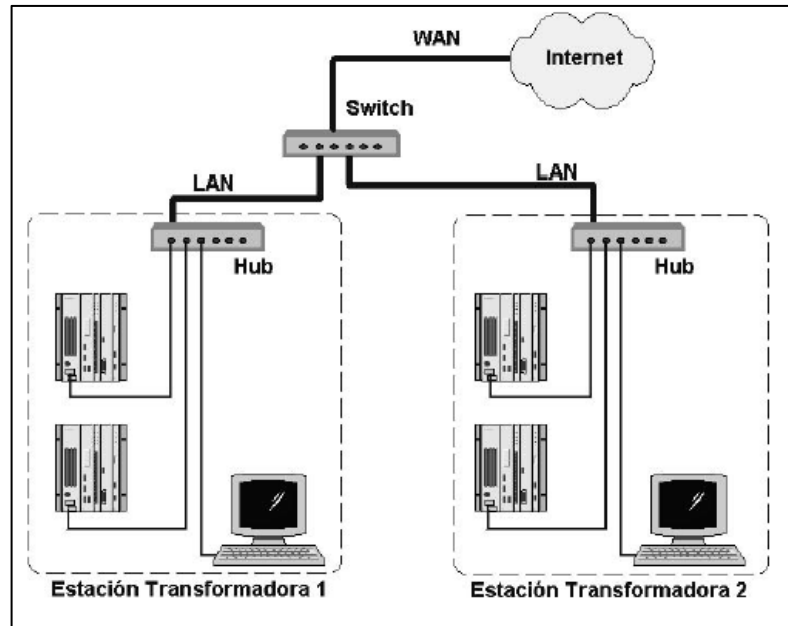 WAN
Internet
Switch
LAN
LAN
Hub
Hub
Estación Transformadora 1
Estación Transformadora 2